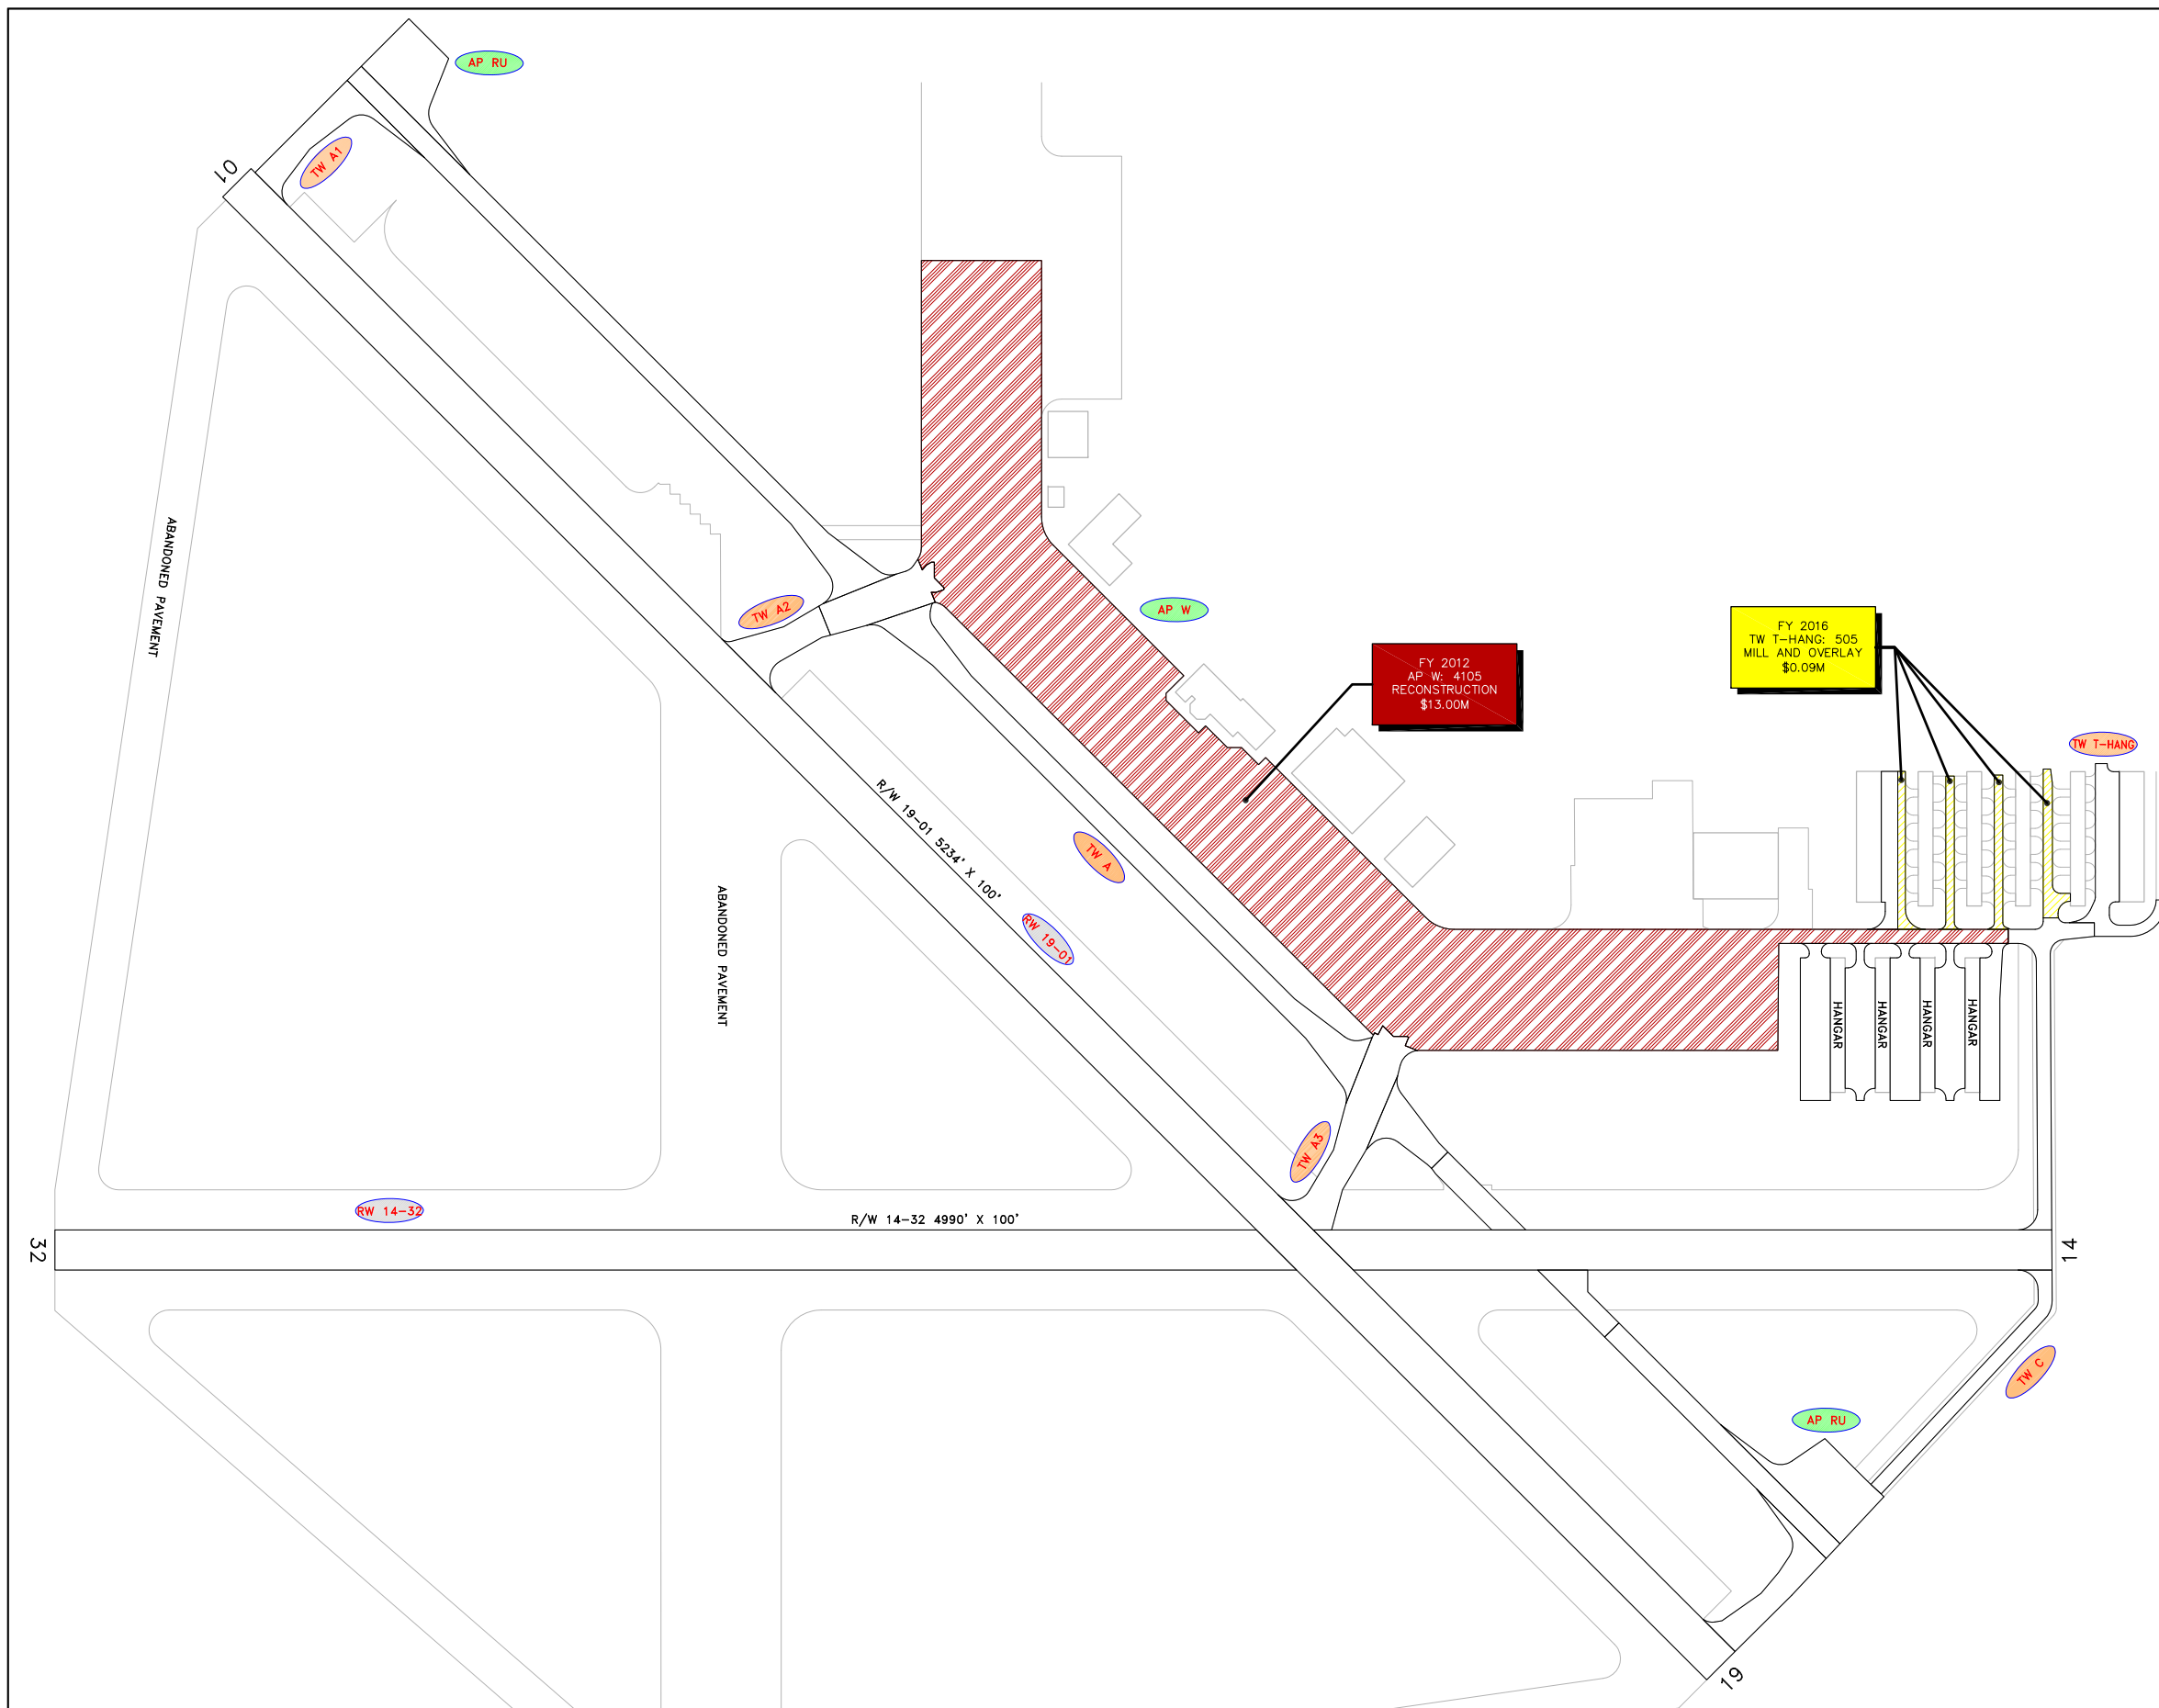 AP RU
TW A1
01
ABANDONED PAVEMENT
TW A2
AP W
FY 2012
AP W: 4105
RECONSTRUCTION
$13.00M
FY 2016
TW T-HANG: 505
MILL AND OVERLAY
$0.09M
TW T-HANG
R/W 19-01 5234' X 100'
TW A
RW 19-01
ABANDONED PAVEMENT
HANGAR
HANGAR
HANGAR
HANGAR
TW A3
RW 14-32
R/W 14-32 4990' X 100'
32
14
TW C
AP RU
19